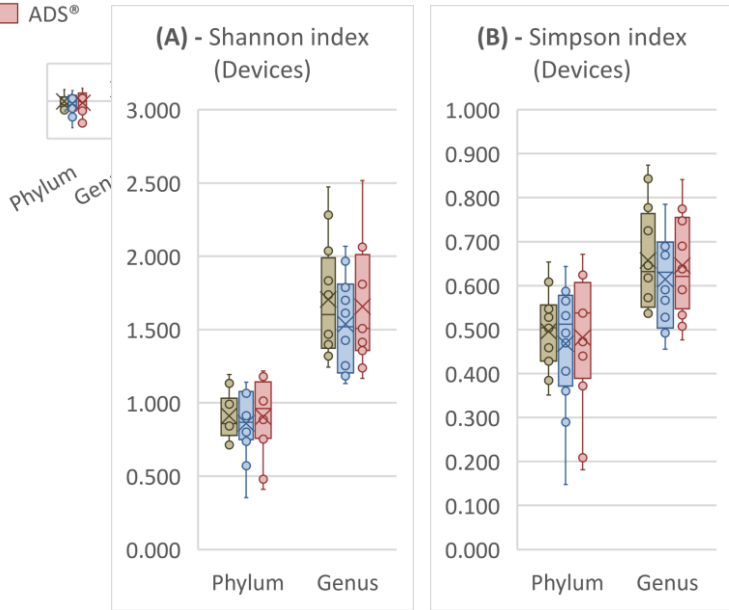 ADS®
Phylum
(A) - Shannon index
(Devices)
3.000
2.500
2.000
1.500
1.000
0.500
0.000
Phylum
Genus
(B) - Simpson index
(Devices)
1.000
0.900
0.800
0.700
0.600
0.500
0.400
0.300
0.200
0.100
0.000
Phylum
Genus